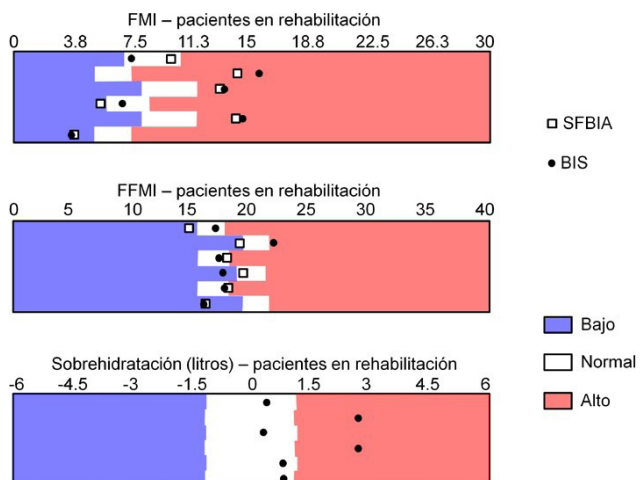 FMI – pacientes en rehabilitación
0 3.8 7.5 11.3 15 18.8 22.5 26.3 30
SFBIA
BIS
FFMI – pacientes en rehabilitación
0 5 10 15 20 25 30 35 40
Bajo
Normal
Alto
Sobrehidratación (litros) – pacientes en rehabilitación
-6 -4.5 -3 -1.5 0 1.5 3 4.5 6